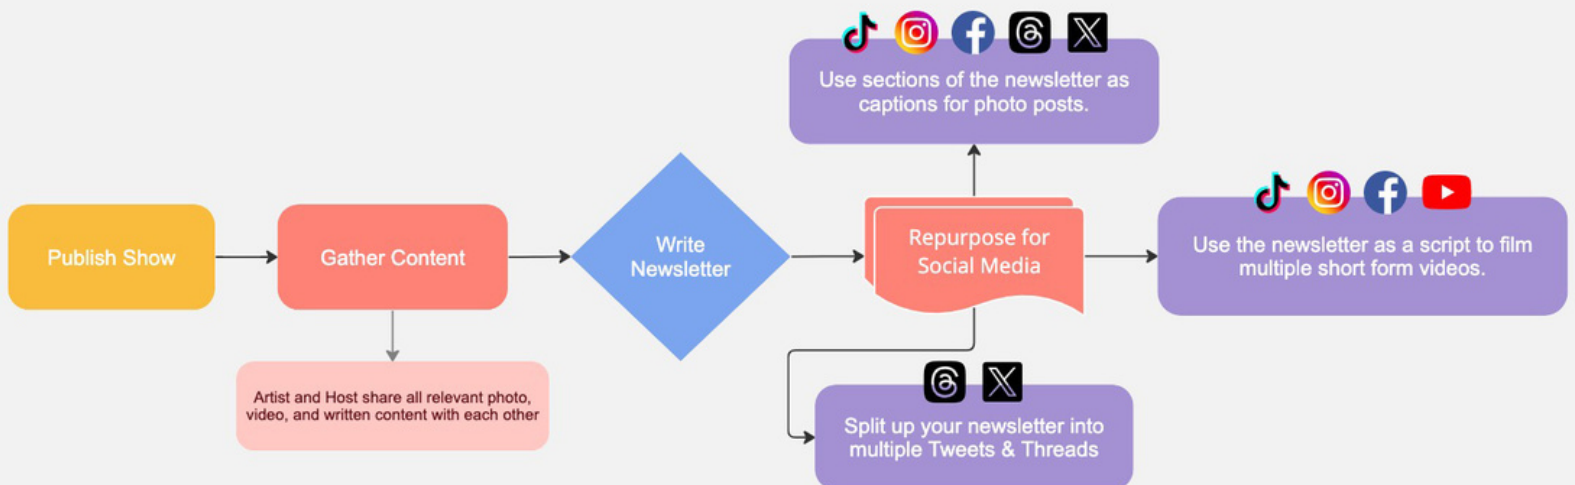 Use sections of the newsletter as
captions for photo posts.
Publish Show
Gather Content
Write
Newsletter
Repurpose for
Social Media
Use the newsletter as a script to film
multiple short form videos.
Artist and Host share all relevant photo,
video, and written content with each other
Split up your newsletter into
multiple Tweets & Threads